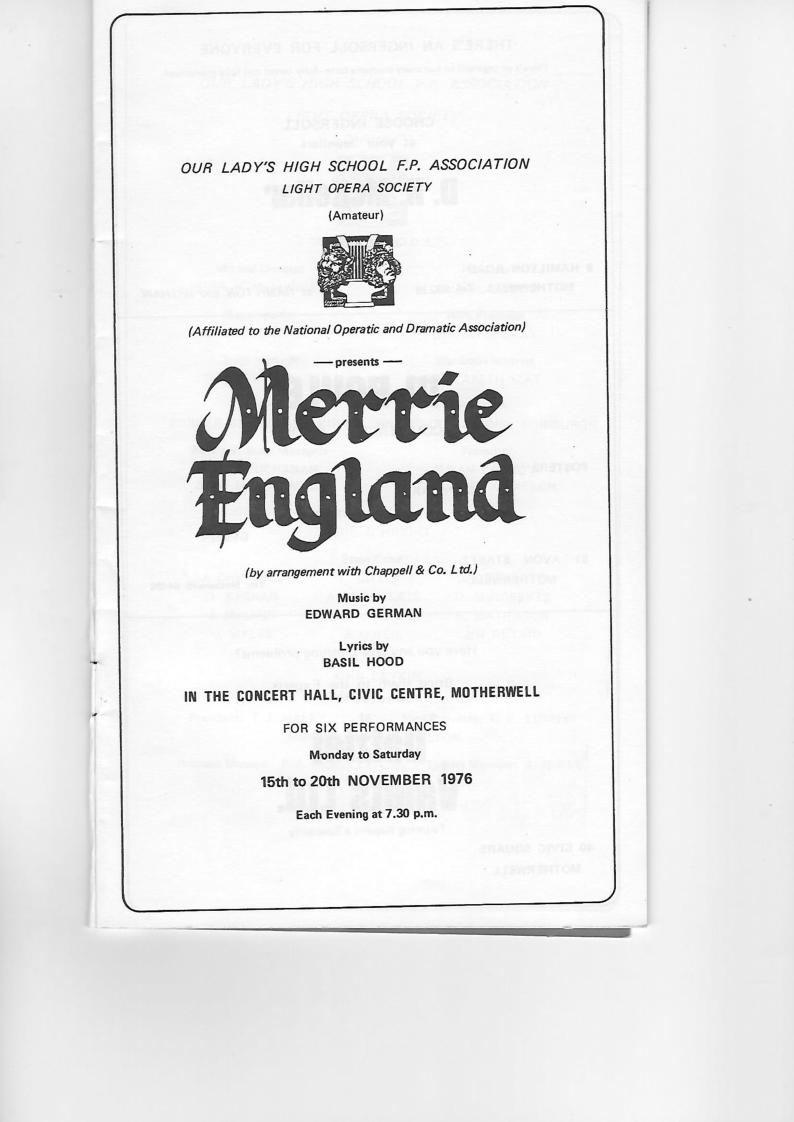 OUR LADY'S HIGH SCHOOL F.P. ASSOCIATION
LIGHT OPERA SOCIETY
(Amateur)
(Affiliated to the National Operatic and Dramatic Association)
— presents —
Merrie
England
(by arrangement with Chappell & Co. Ltd.)
Music by
EDWARD GERMAN
Lyrics by
BASIL HOOD
IN THE CONCERT HALL, CIVIC CENTRE, MOTHERWELL
FOR SIX PERFORMANCES
Monday to Saturday
15th to 20th NOVEMBER 1976
Each Evening at 7.30 p.m.